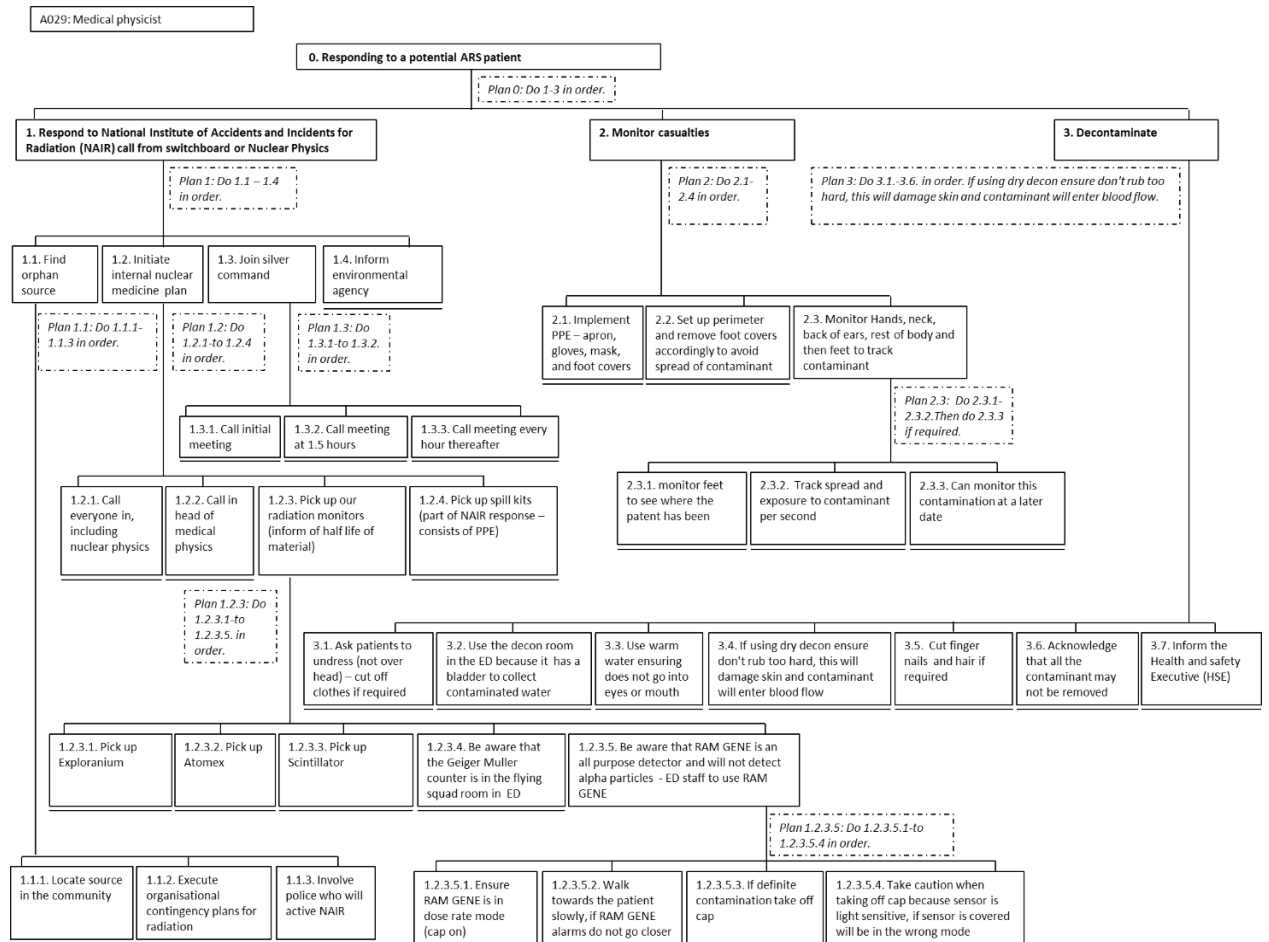 A029: Medical physicist
0. Responding to a potential ARS patient
Plan 0: Do 1-3 in order.
1. Respond to National Institute of Accidents and Incidents for
Radiation (NAIR) call from switchboard or Nuclear Physics
2. Monitor casualties
3. Decontaminate
Plan 1: Do 1.1 – 1.4
in order.
Plan 2: Do 2.1-
2.4 in order.
Plan 3: Do 3.1.-3.6. in order. If using dry decon ensure don't rub too
hard, this will damage skin and contaminant will enter blood flow.
1.1. Find
orphan
source
1.2. Initiate
internal nuclear
medicine plan
1.3. Join silver
command
1.4. Inform
environmental
agency
Plan 1.1: Do 1.1.1-
1.1.3 in order.
Plan 1.2: Do
1.2.1-to 1.2.4
in order.
Plan 1.3: Do
1.3.1-to 1.3.2.
in order.
2.1. Implement
PPE – apron,
gloves, mask,
and foot covers
2.2. Set up perimeter
and remove foot covers
accordingly to avoid
spread of contaminant
2.3. Monitor Hands, neck,
back of ears, rest of body and
then feet to track
contaminant
Plan 2.3: Do 2.3.1-
2.3.2.Then do 2.3.3
if required.
1.3.1. Call initial
meeting
1.3.2. Call meeting
at 1.5 hours
1.3.3. Call meeting every
hour thereafter
1.2.1. Call
everyone in,
including
nuclear physics
1.2.2. Call in
head of
medical
physics
1.2.3. Pick up our
radiation monitors
(inform of half life of
material)
1.2.4. Pick up spill kits
(part of NAIR response –
consists of PPE)
2.3.1. monitor feet
to see where the
patent has been
2.3.2. Track spread and
exposure to contaminant
per second
2.3.3. Can monitor this
contamination at a later
date
Plan 1.2.3: Do
1.2.3.1-to
1.2.3.5. in
order.
3.1. Ask patients to
undress (not over
head) – cut off
clothes if required
3.2. Use the decon room
in the ED because it has a
bladder to collect
contaminated water
3.3. Use warm
water ensuring
does not go into
eyes or mouth
3.4. If using dry decon ensure
don't rub too hard, this will
damage skin and contaminant
will enter blood flow
3.5. Cut finger
nails and hair if
required
3.6. Acknowledge
that all the
contaminant may
not be removed
3.7. Inform the
Health and safety
Executive (HSE)
1.2.3.1. Pick up
Exploranium
1.2.3.2. Pick up
Atomex
1.2.3.3. Pick up
Scintillator
1.2.3.4. Be aware that
the Geiger Muller
counter is in the flying
squad room in ED
1.2.3.5. Be aware that RAM GENE is an
all purpose detector and will not detect
alpha particles - ED staff to use RAM
GENE
Plan 1.2.3.5: Do 1.2.3.5.1-to
1.2.3.5.4 in order.
1.1.1. Locate source
in the community
1.1.2. Execute
organisational
contingency plans for
radiation
1.1.3. Involve
police who will
active NAIR
1.2.3.5.1. Ensure
RAM GENE is in
dose rate mode
(cap on)
1.2.3.5.2. Walk
towards the patient
slowly, if RAM GENE
alarms do not go closer
1.2.3.5.3. If definite
contamination take off
cap
1.2.3.5.4. Take caution when
taking off cap because sensor is
light sensitive, if sensor is covered
will be in the wrong mode